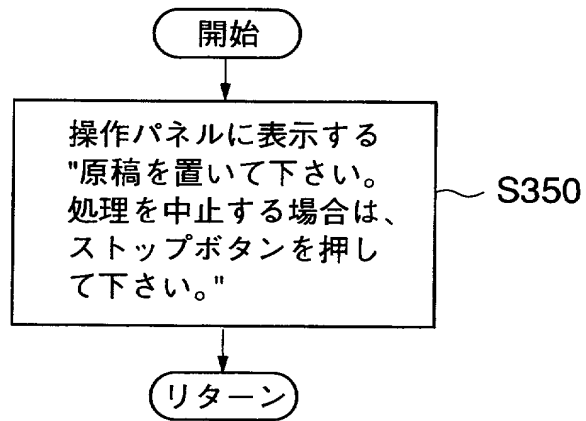 開始
操作パネルに表示する
"原稿を置いて下さい。
処理を中止する場合は、
ストップボタンを押し
て下さい。"
S350
リターン